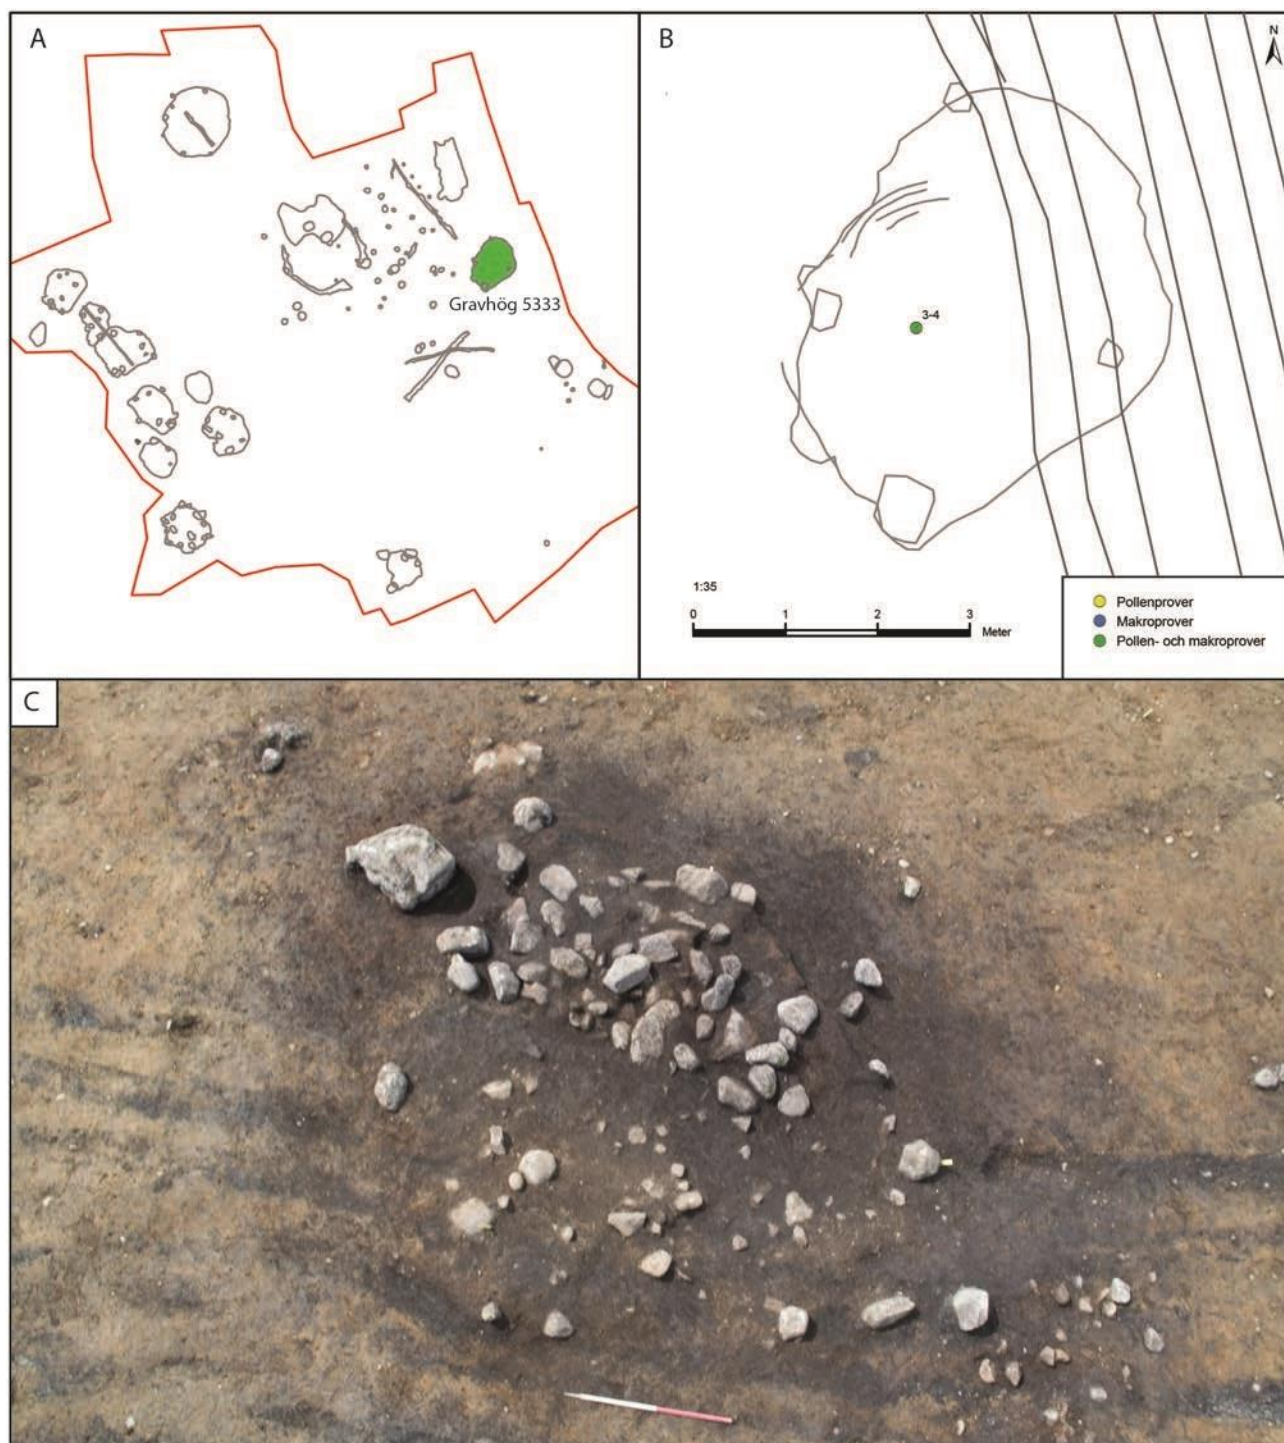 A
Gravhög 5333
B
N
3-4
1:35
0 1 2 3
Meter
Pollenprover
Makroprover
Pollen- och makroprover
C